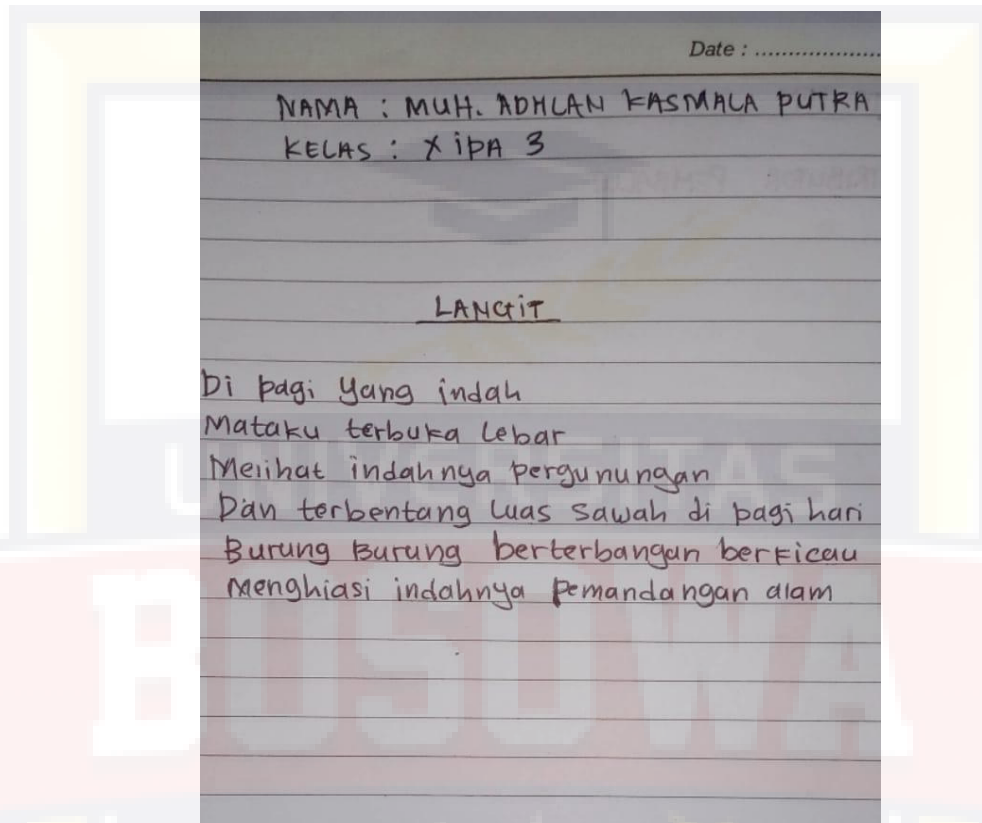 Date : ....................
NAMA : MUH. ADHLAN KASMALA PUTRA
KELAS : X iPA 3
LANGiT
Di pagi yang indah
Mataku terbuka lebar
Melihat indahnya pergunungan
Dan terbentang luas sawah di pagi hari
Burung Burung berterbangan berkicau
Menghiasi indahnya pemandangan alam
UNIVERSITAS
BOSOWA